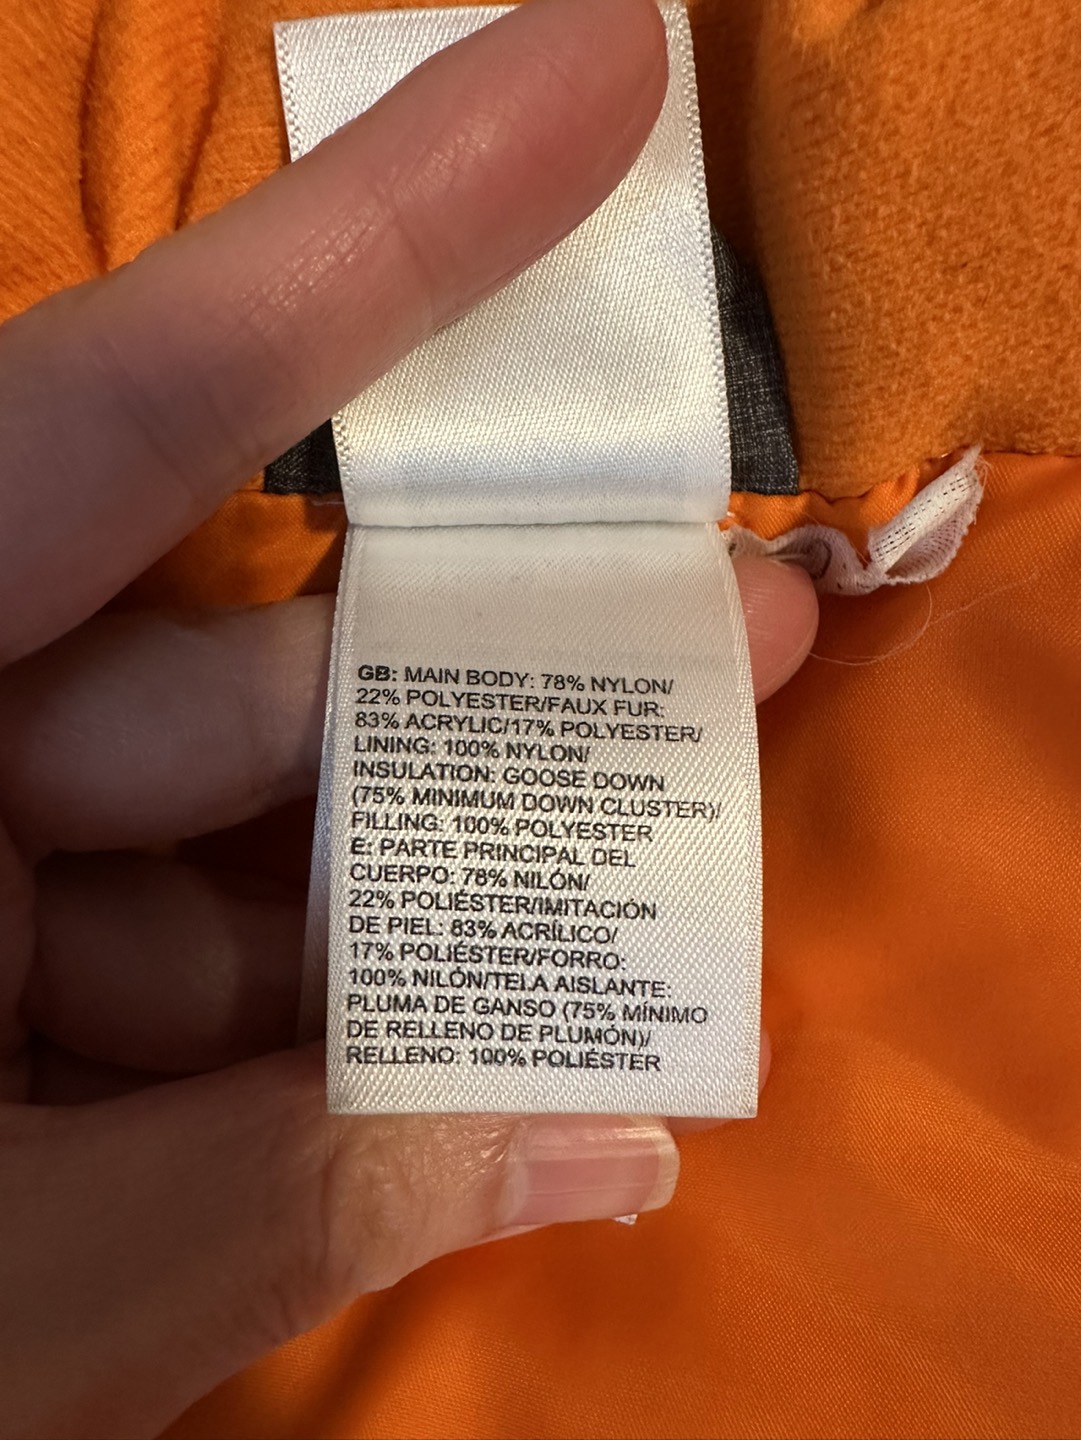 GB: MAIN BODY: 78% NYLON/
22% POLYESTER/FAUX FUR:
83% ACRYLIC/17% POLYESTER/
LINING: 100% NYLON/
INSULATION: GOOSE DOWN
(75% MINIMUM DOWN CLUSTER)/
FILLING: 100% POLYESTER
E: PARTE PRINCIPAL DEL
CUERPO: 78% NILÓN/
22% POLIÉSTER/IMITACIÓN
DE PIEL: 83% ACRÍLICO/
17% POLIÉSTER/FORRO:
100% NILÓN/TELA AISLANTE:
PLUMA DE GANSO (75% MÍNIMO
DE RELLENO DE PLUMÓN)/
RELLENO: 100% POLIÉSTER